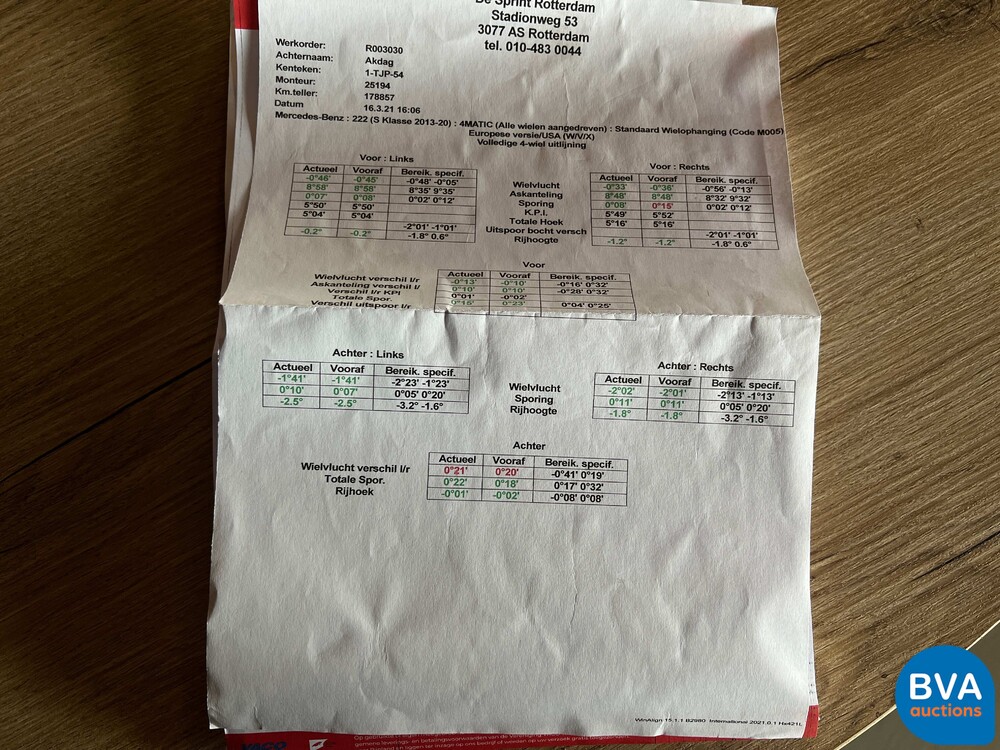 De Sprint Rotterdam
Stadionweg 53
3077 AS Rotterdam
tel. 010-483 0044
Werkorder: R003030
Achternaam: Akdag
Kenteken: 1-TJP-54
Monteur: 25194
Km.teller: 178857
Datum 16.3.21 16:06
Mercedes-Benz : 222 (S Klasse 2013-20) : 4MATIC (Alle wielen aangedreven) : Standaard Wielophanging (Code M005)
Europese versie/USA (W/V/X)
Volledige 4-wiel uitlijning
Voor : Links Voor : Rechts
Actueel Vooraf Bereik. specif. Actueel Vooraf Bereik. specif.
-0°46' -0°45' -0°48' -0°05' Wielvlucht -0°33' -0°36' -0°56' -0°13'
8°58' 8°58' 8°35' 9°35' Askanteling 8°48' 8°48' 8°32' 9°32'
0°07' 0°08' 0°02' 0°12' Sporing 0°08' 0°15' 0°02' 0°12'
5°50' 5°50' K.P.I. 5°49' 5°52'
5°04' 5°04' Totale Hoek 5°16' 5°16'
-2°01' -1°01' Uitspoor bocht versch -2°01' -1°01'
-0.2° -0.2° -1.8° 0.6° Rijhoogte -1.2° -1.2° -1.8° 0.6°
Voor
Actueel Vooraf Bereik. specif.
Wielvlucht verschil l/r -0°13' -0°10' -0°16' 0°32'
Askanteling verschil l/ 0°10' 0°10' -0°28' 0°32'
Verschil l/r KPI 0°01' -0°02'
Totale Spor. 0°15' 0°23' 0°04' 0°25'
Verschil uitspoor l/r
Achter : Links Achter : Rechts
Actueel Vooraf Bereik. specif. Actueel Vooraf Bereik. specif.
-1°41' -1°41' -2°23' -1°23' Wielvlucht -2°02' -2°01' -2°13' -1°13'
0°10' 0°07' 0°05' 0°20' Sporing 0°11' 0°11' 0°05' 0°20'
-2.5° -2.5° -3.2° -1.6° Rijhoogte -1.8° -1.8° -3.2° -1.6°
Achter
Actueel Vooraf Bereik. specif.
Wielvlucht verschil l/r 0°21' 0°20' -0°41' 0°19'
Totale Spor. 0°22' 0°18' 0°17' 0°32'
Rijhoek -0°01' -0°02' -0°08' 0°08'
WinAlign 15.1.1 B2980 International 2021.0.1 He421L
BVA
auctions